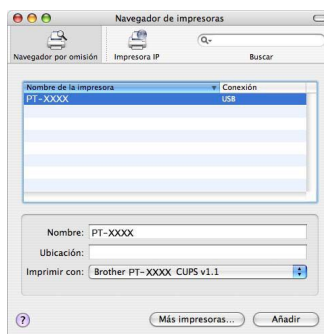 Navegador de impresoras
Navegador por omisión
Impresora IP
Buscar
Nombre de la impresora
Conexión
PT-XXXX
USB
Nombre: PT-XXXX
Ubicación:
Imprimir con: Brother PT-XXXX CUPS v1.1
?
Más impresoras...
Añadir